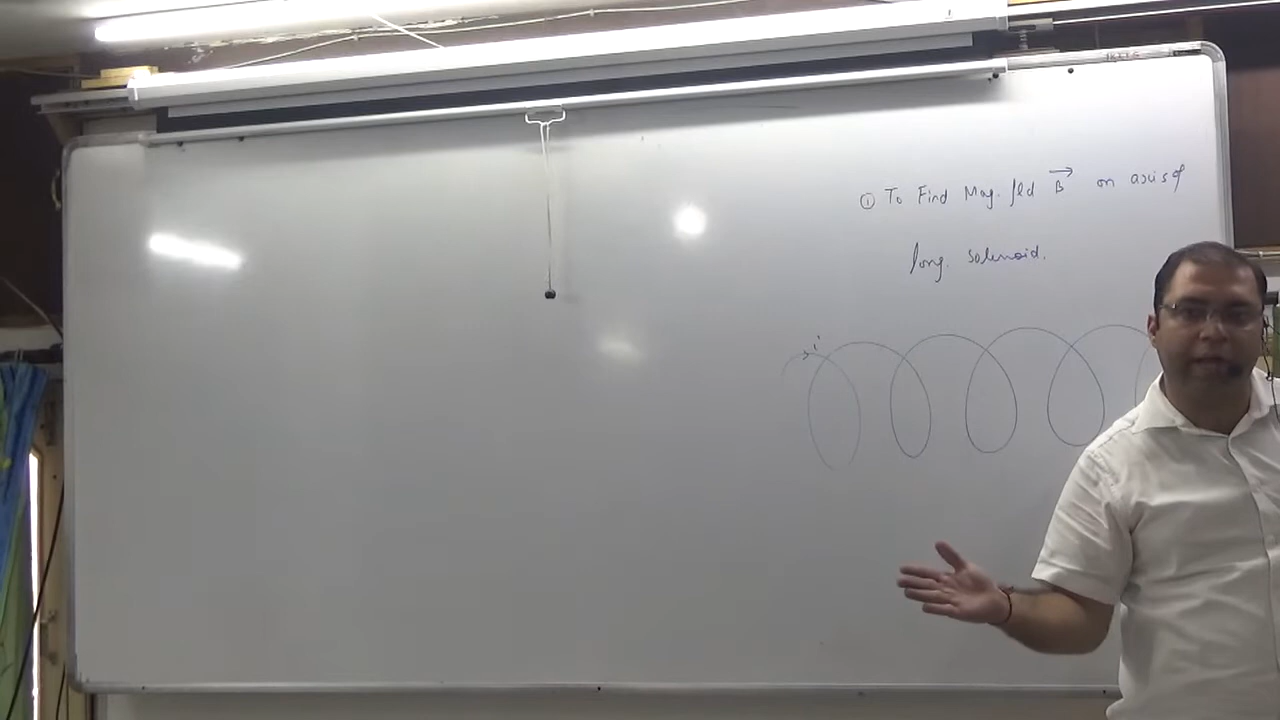 ① To Find Mag. fld B⃗ on axis of
long. solenoid.
i